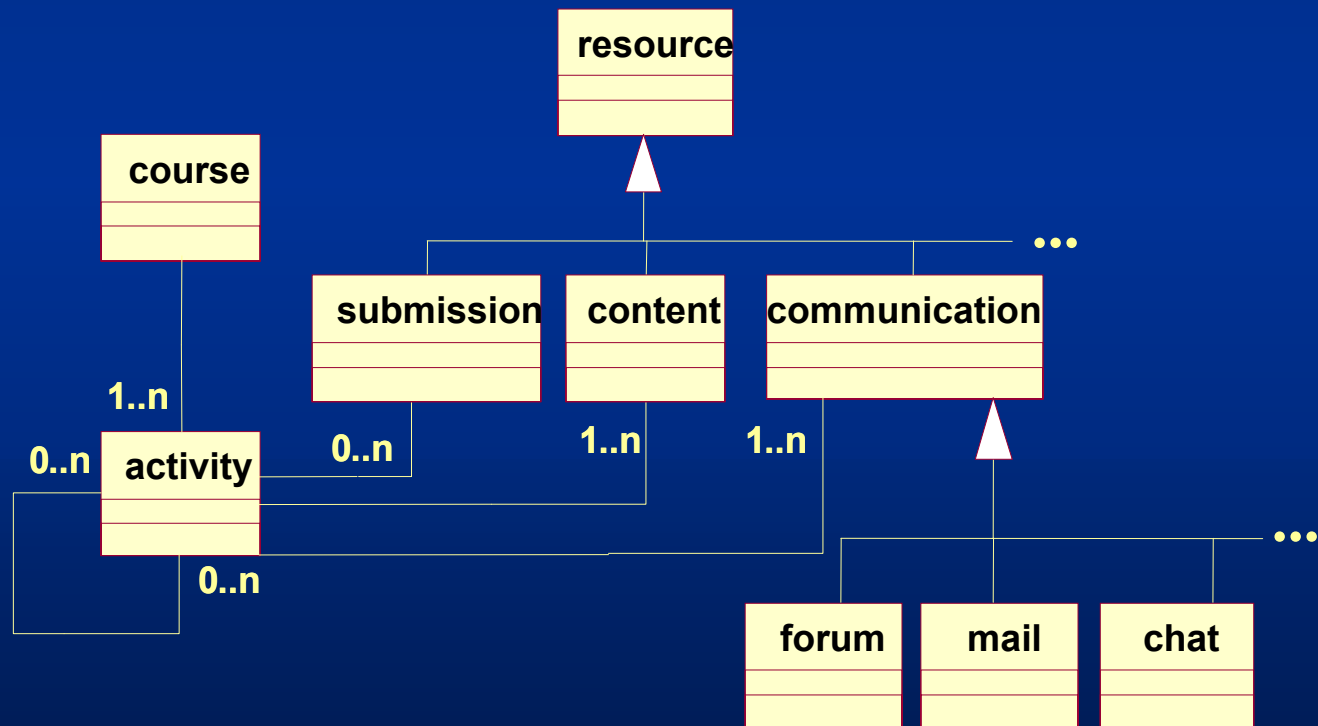 resource
course
...
submission
content
communication
1..n
0..n
1..n
1..n
0..n
activity
0..n
...
forum
mail
chat